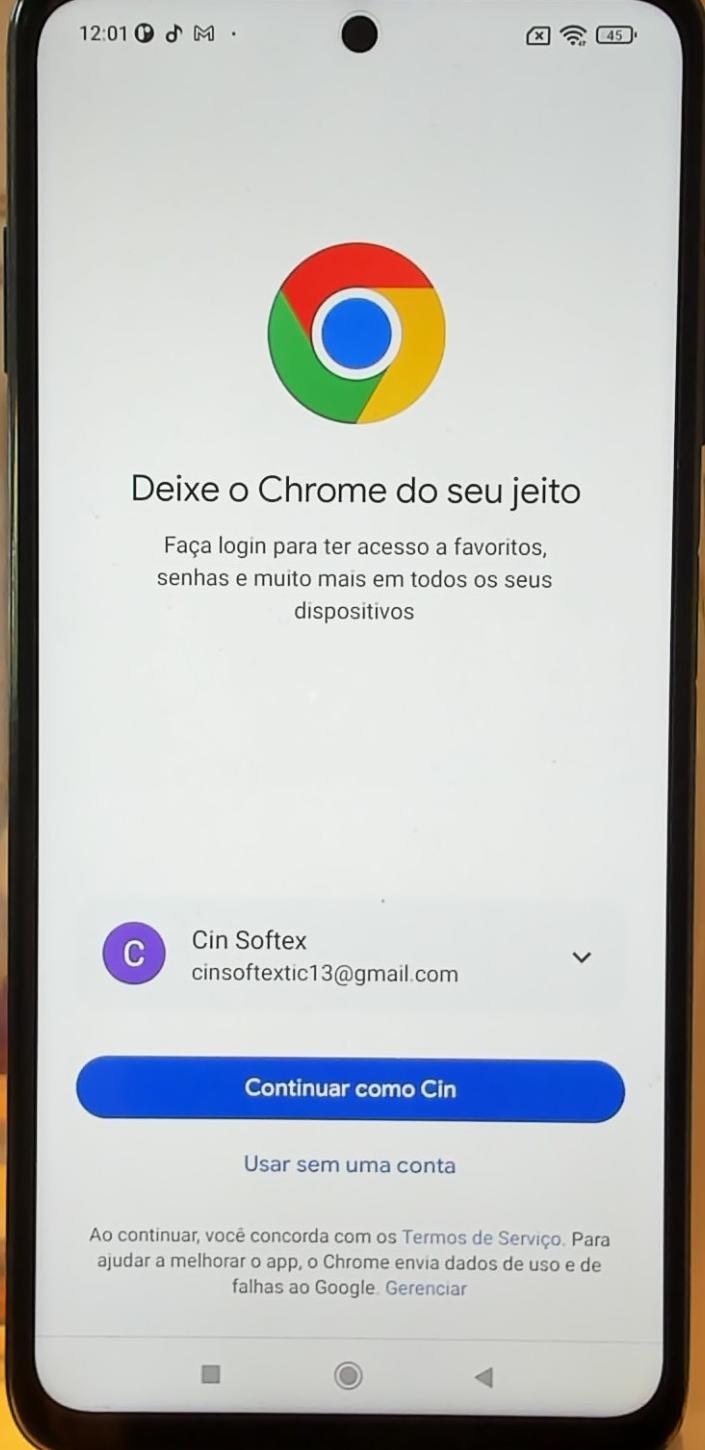 12:01
45
Deixe o Chrome do seu jeito
Faça login para ter acesso a favoritos,
senhas e muito mais em todos os seus
dispositivos
C
Cin Softex
cinsoftextic13@gmail.com
Continuar como Cin
Usar sem uma conta
Ao continuar, você concorda com os Termos de Serviço. Para
ajudar a melhorar o app, o Chrome envia dados de uso e de
falhas ao Google. Gerenciar